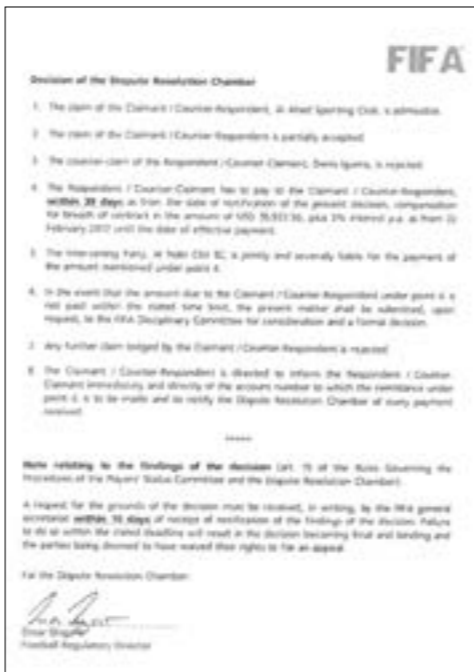 FIFA
Decision of the Dispute Resolution Chamber
1. The claim of the Claimant / Counter-Respondent, Al Ahed Sporting Club, is admissible.
2. The claim of the Claimant / Counter-Respondent is partially accepted.
3. The counter-claim of the Respondent / Counter-Claimant, Denis Iguma, is rejected.
4. The Respondent / Counter-Claimant has to pay to the Claimant / Counter-Respondent,
within 30 days as from the date of notification of the present decision, compensation
for breach of contract in the amount of USD plus 5% interest p.a. as from
February 2017 until the date of effective payment.
5. The Intervening Party, Al Nabi Chit SC, is jointly and severally liable for the payment of
the amount mentioned under point 4.
6. In the event that the amount due to the Claimant / Counter-Respondent under point 4 is
not paid within the stated time limit, the present matter shall be submitted, upon
request, to the FIFA Disciplinary Committee for consideration and a formal decision.
7. Any further claim lodged by the Claimant / Counter-Respondent is rejected.
8. The Claimant / Counter-Respondent is directed to inform the Respondent / Counter-
Claimant immediately and directly of the account number to which the remittance under
point 4 is to be made and to notify the Dispute Resolution Chamber of every payment
received.
*****
Note relating to the findings of the decision (art. 15 of the Rules Governing the
Procedures of the Players' Status Committee and the Dispute Resolution Chamber):
A request for the grounds of the decision must be received, in writing, by the FIFA general
secretariat within 10 days of receipt of notification of the findings of the decision. Failure
to do so within the stated deadline will result in the decision becoming final and binding and
the parties being deemed to have waived their rights to file an appeal.
For the Dispute Resolution Chamber:
Omar
Football Regulatory Director